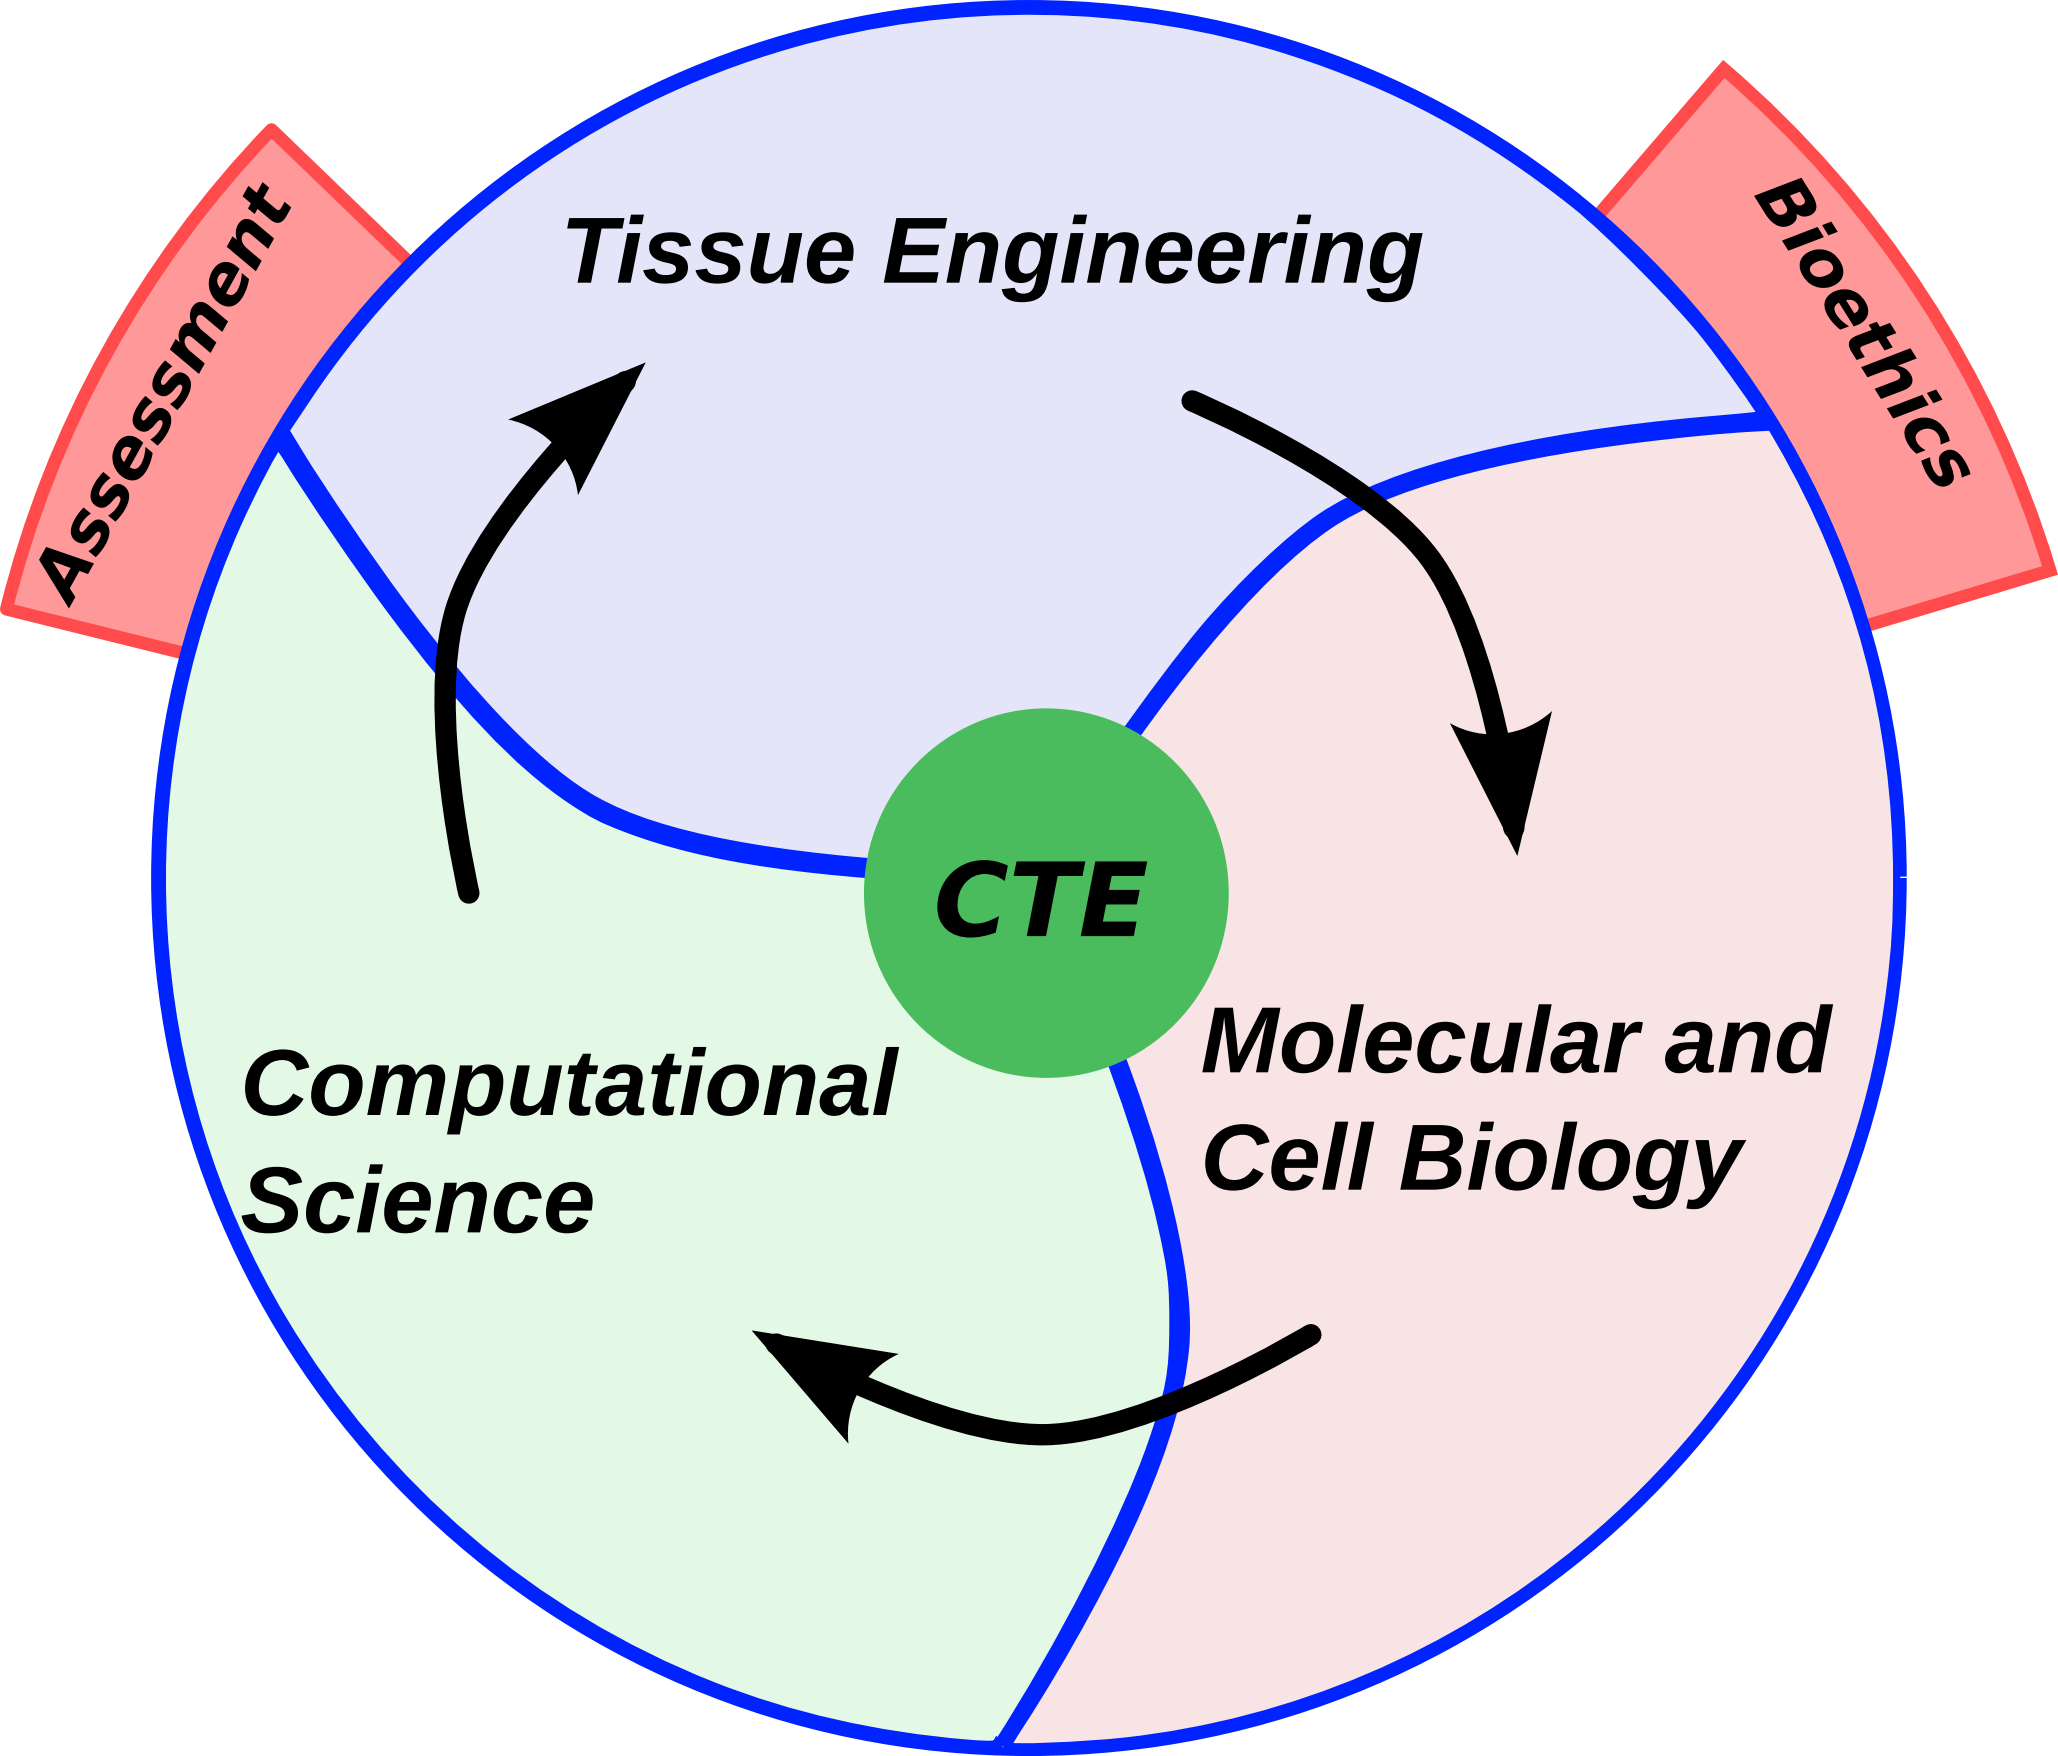 Tissue Engineering
Assessment
Bioethics
CTE
Computational
Science
Molecular and
Cell Biology